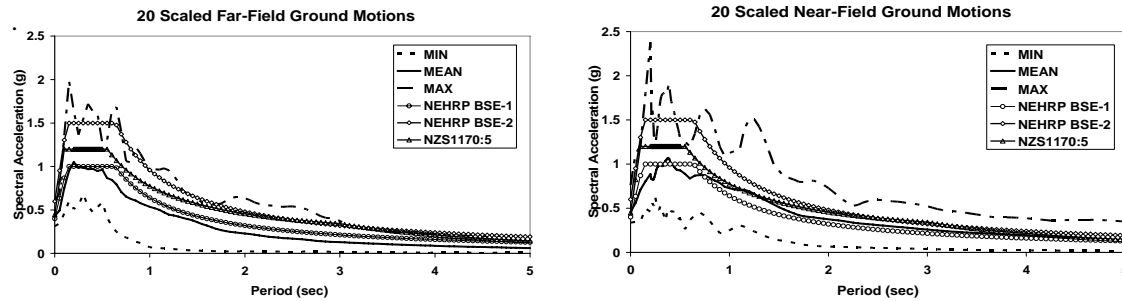 20 Scaled Far-Field Ground Motions
Spectral Acceleration (g)
2.5
2
1.5
1
0.5
0
MIN
MEAN
MAX
NEHRP BSE-1
NEHRP BSE-2
NZS1170:5
0 1 2 3 4 5
Period (sec)
20 Scaled Near-Field Ground Motions
Spectral Acceleration (g)
2.5
2
1.5
1
0.5
0
MIN
MEAN
MAX
NEHRP BSE-1
NEHRP BSE-2
NZS1170:5
0 1 2 3 4 5
Period (sec)